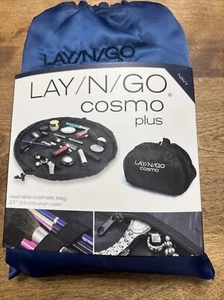 LAY/N/GO
NAVY
LAY/N/GO®
cosmo
plus
LAY/N/GO
cosmo
washable cosmetic bag